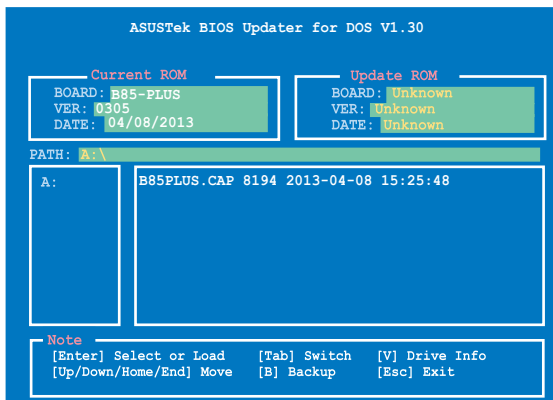 ASUSTek BIOS Updater for DOS V1.30
Current ROM
BOARD: B85-PLUS
VER: 0305
DATE: 04/08/2013
Update ROM
BOARD: Unknown
VER: Unknown
DATE: Unknown
PATH: A:\
A:
B85PLUS.CAP 8194 2013-04-08 15:25:48
Note
[Enter] Select or Load [Tab] Switch [V] Drive Info
[Up/Down/Home/End] Move [B] Backup [Esc] Exit